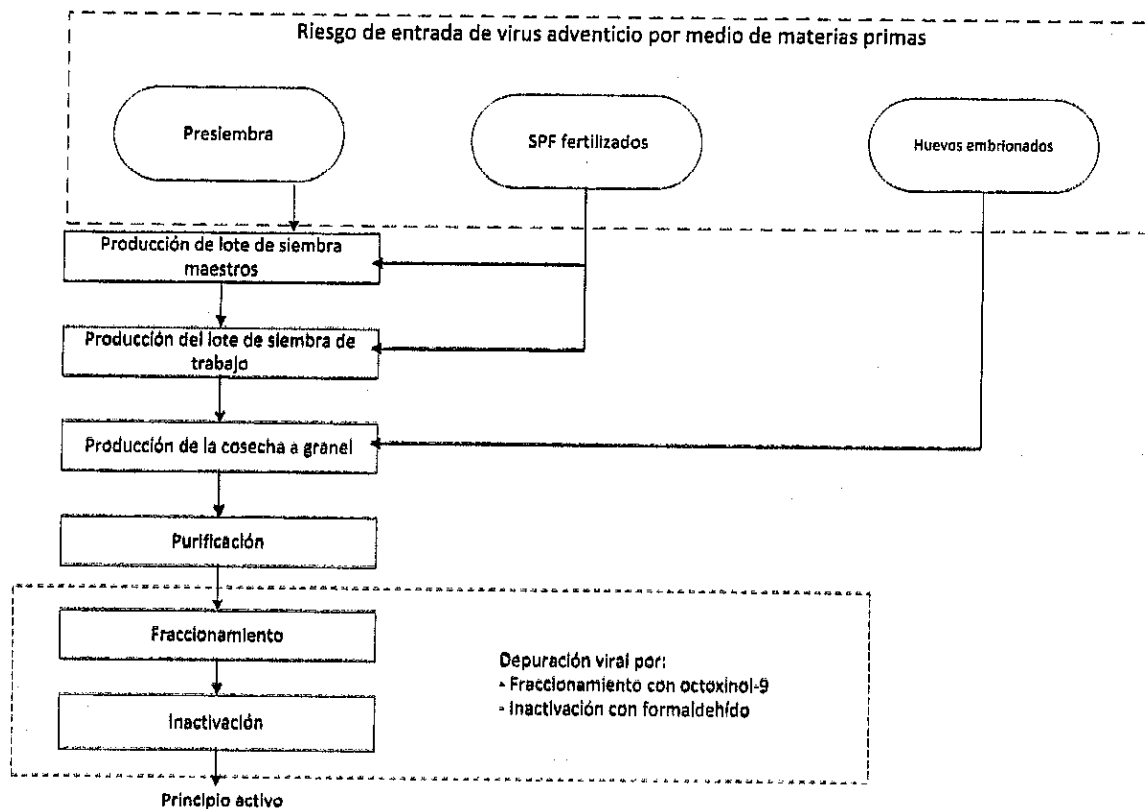 Riesgo de entrada de virus adventicio por medio de materias primas
Presiembra
SPF fertilizados
Huevos embrionados
Producción de lote de siembra
maestros
Producción del lote de siembra de
trabajo
Producción de la cosecha a granel
Purificación
Fraccionamiento
Depuración viral por:
- Fraccionamiento con octoxinol-9
- Inactivación con formaldehído
Inactivación
Principio activo